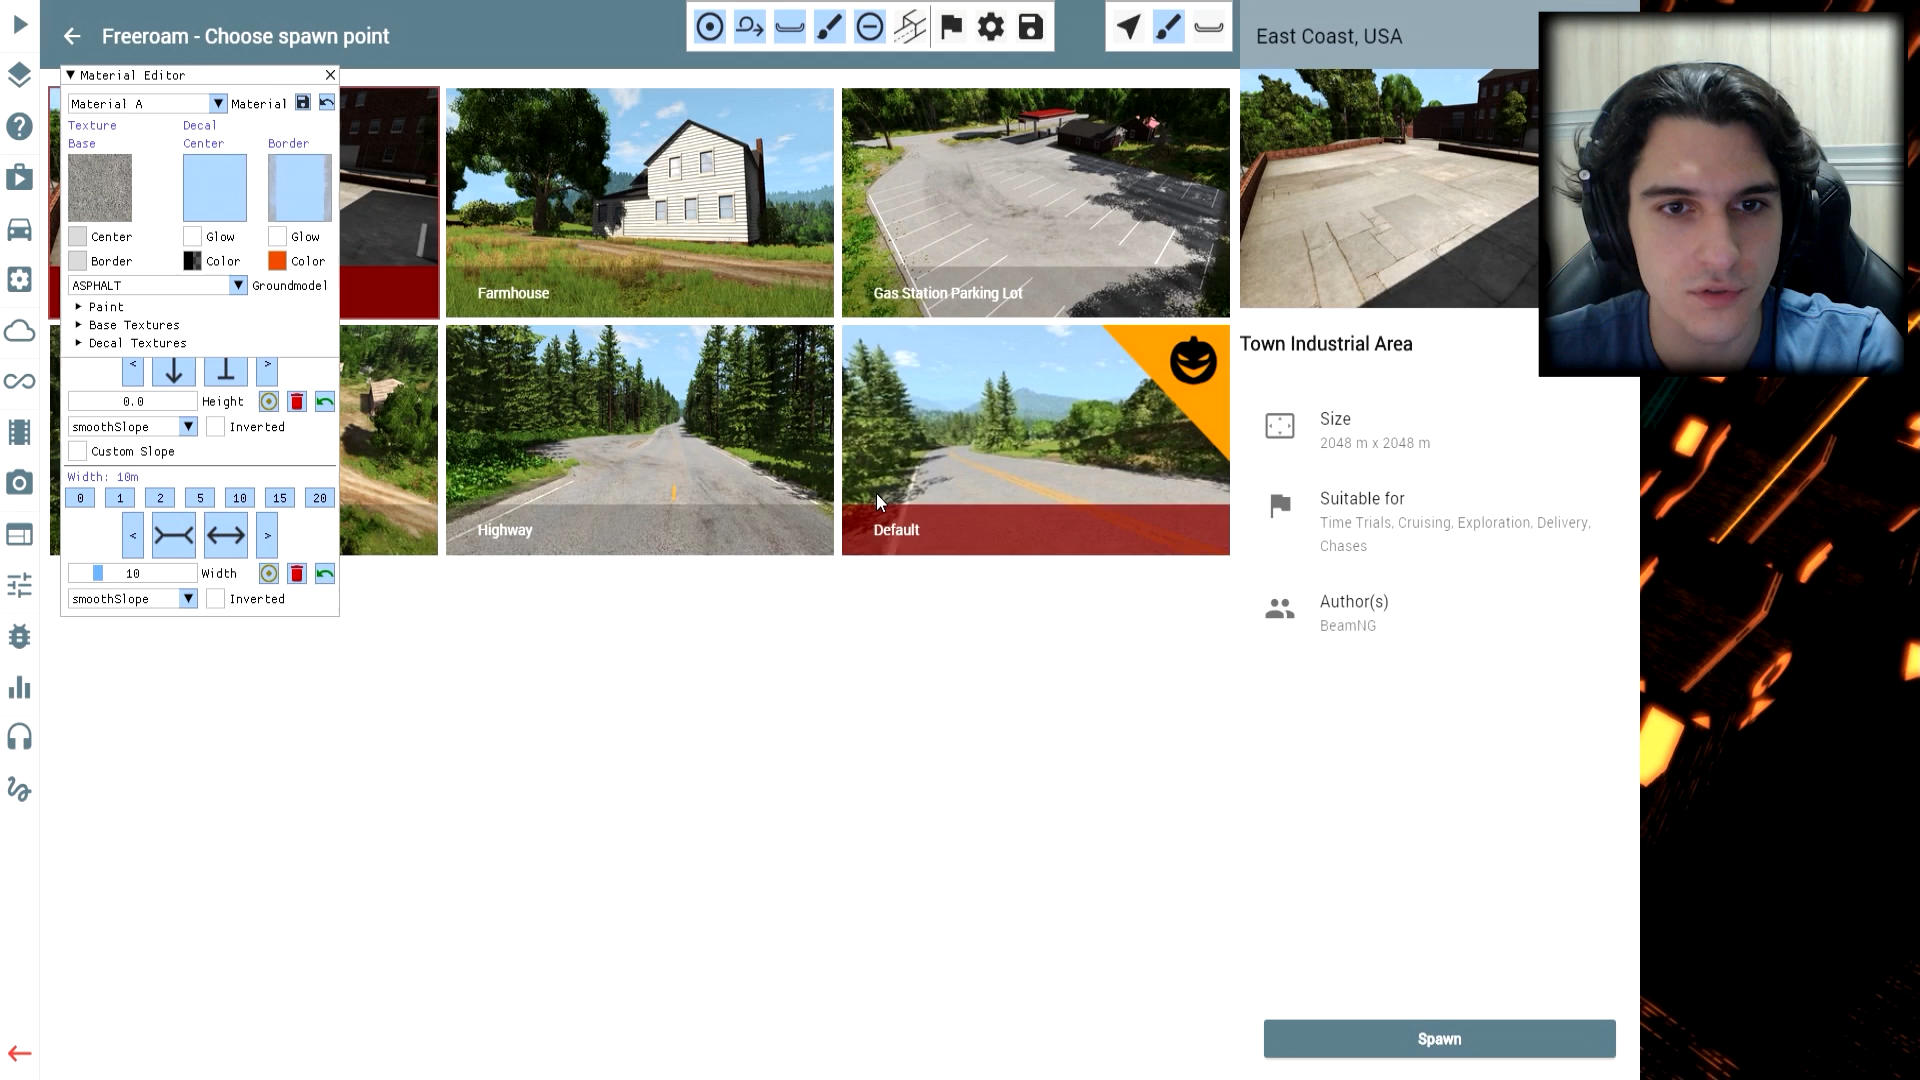 Freeroam - Choose spawn point
East Coast, USA
Material Editor
Material A
Material
Texture
Decal
Base
Center
Border
Center
Glow
Glow
Border
Color
Color
ASPHALT
Groundmodel
Paint
Base Textures
Decal Textures
<
>
0.0
Height
smoothSlope
Inverted
Custom Slope
Width: 10m
0
1
2
5
10
15
20
<
>
10
Width
smoothSlope
Inverted
Farmhouse
Gas Station Parking Lot
Highway
Default
Town Industrial Area
Size
2048 m x 2048 m
Suitable for
Time Trials, Cruising, Exploration, Delivery,
Chases
Author(s)
BeamNG
Spawn